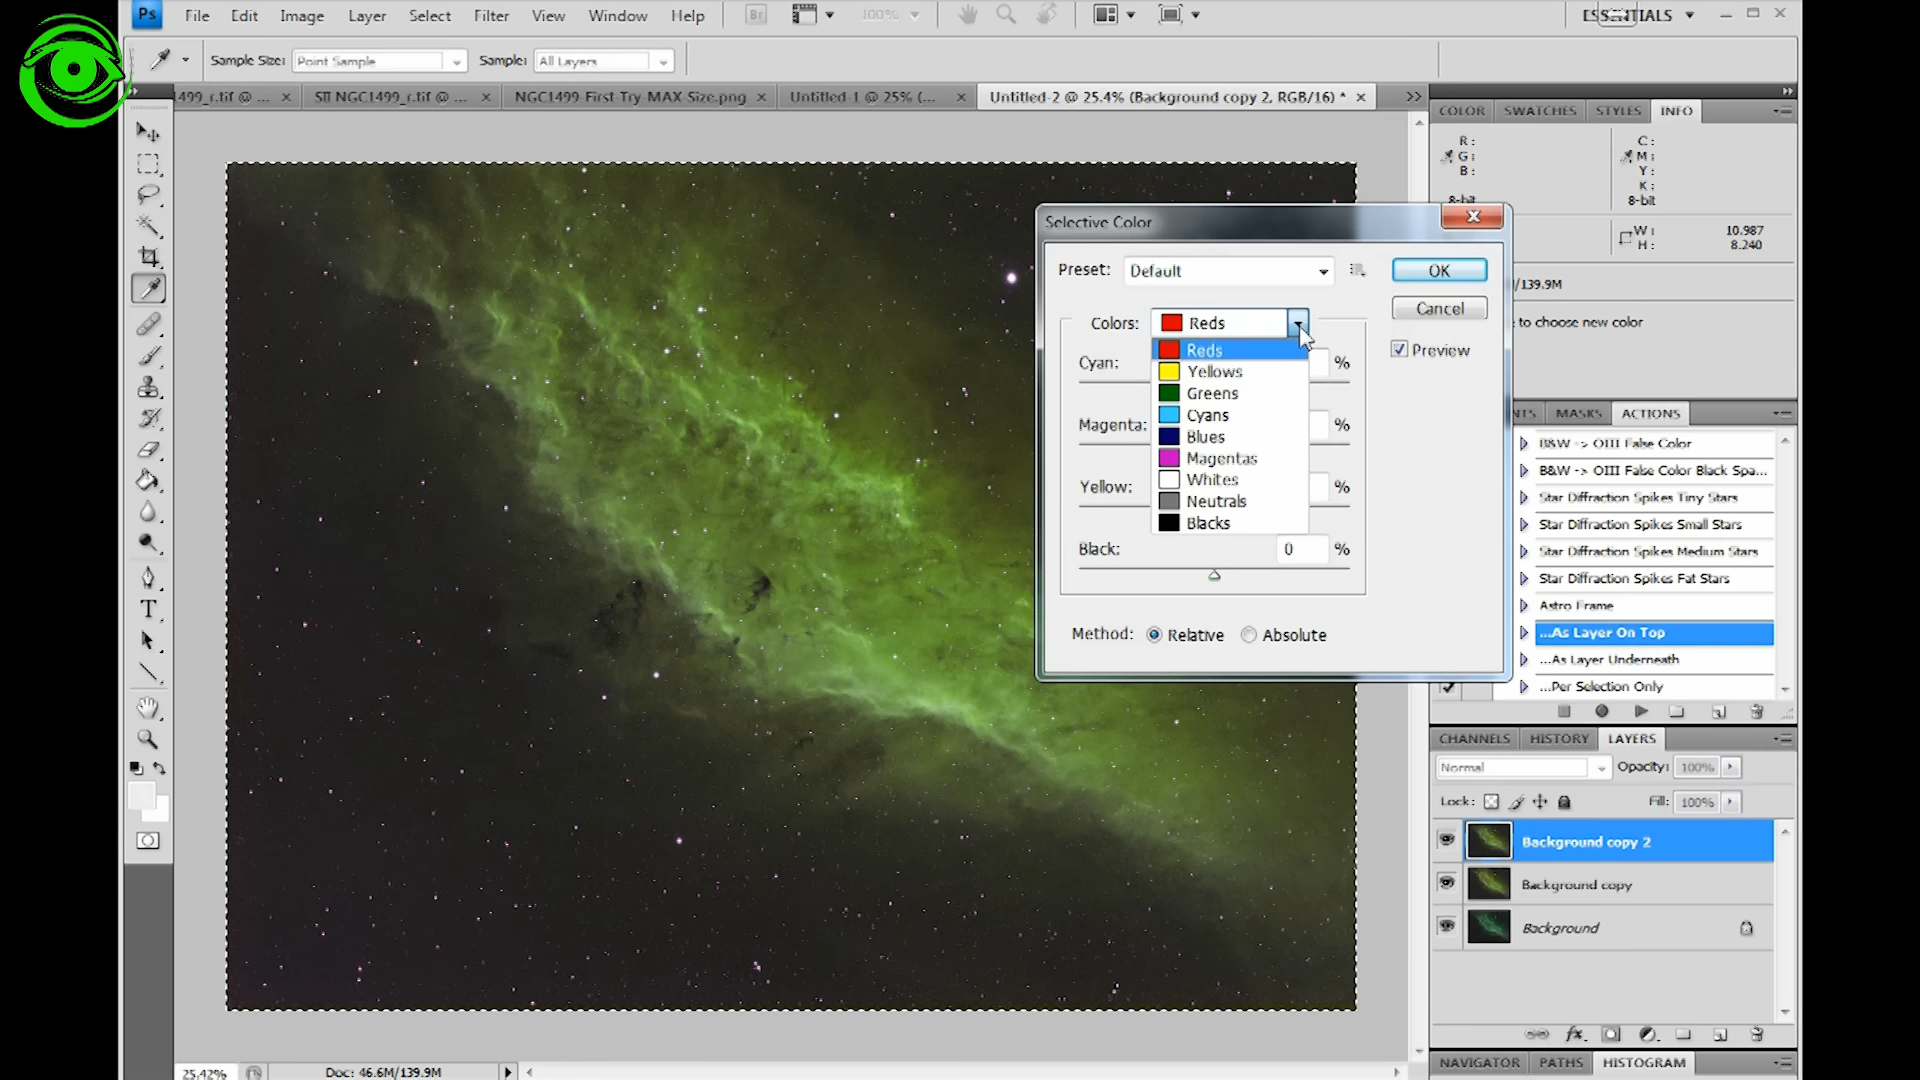 Ps File Edit Image Layer Select Filter View Window Help Br 100% ESSENTIALS
Sample Size: Point Sample Sample: All Layers
1499_r.tif @ ... × SII NGC1499_r.tif @ ... × NGC1499-First-Try-MAX-Size.png × Untitled-1 @ 25% (... × Untitled-2 @ 25.4% (Background copy 2, RGB/16) * ×
COLOR SWATCHES STYLES INFO
R: C:
G: M:
B: Y:
K:
8-bit 8-bit
W: 10.987
H: 8.240
/139.9M
to choose new color
Selective Color
Preset: Default
OK
Cancel
Preview
Colors: Reds
Reds
Yellows
Greens
Cyans
Blues
Magentas
Whites
Neutrals
Blacks
Cyan: %
Magenta: %
Yellow: %
Black: 0 %
Method: Relative Absolute
NTS MASKS ACTIONS
B&W -> OIII False Color
B&W -> OIII False Color Black Spa...
Star Diffraction Spikes Tiny Stars
Star Diffraction Spikes Small Stars
Star Diffraction Spikes Medium Stars
Star Diffraction Spikes Fat Stars
Astro Frame
...As Layer On Top
...As Layer Underneath
...Per Selection Only
CHANNELS HISTORY LAYERS
Normal Opacity: 100%
Lock: Fill: 100%
Background copy 2
Background copy
Background
NAVIGATOR PATHS HISTOGRAM
25.42% Doc: 46.6M/139.9M